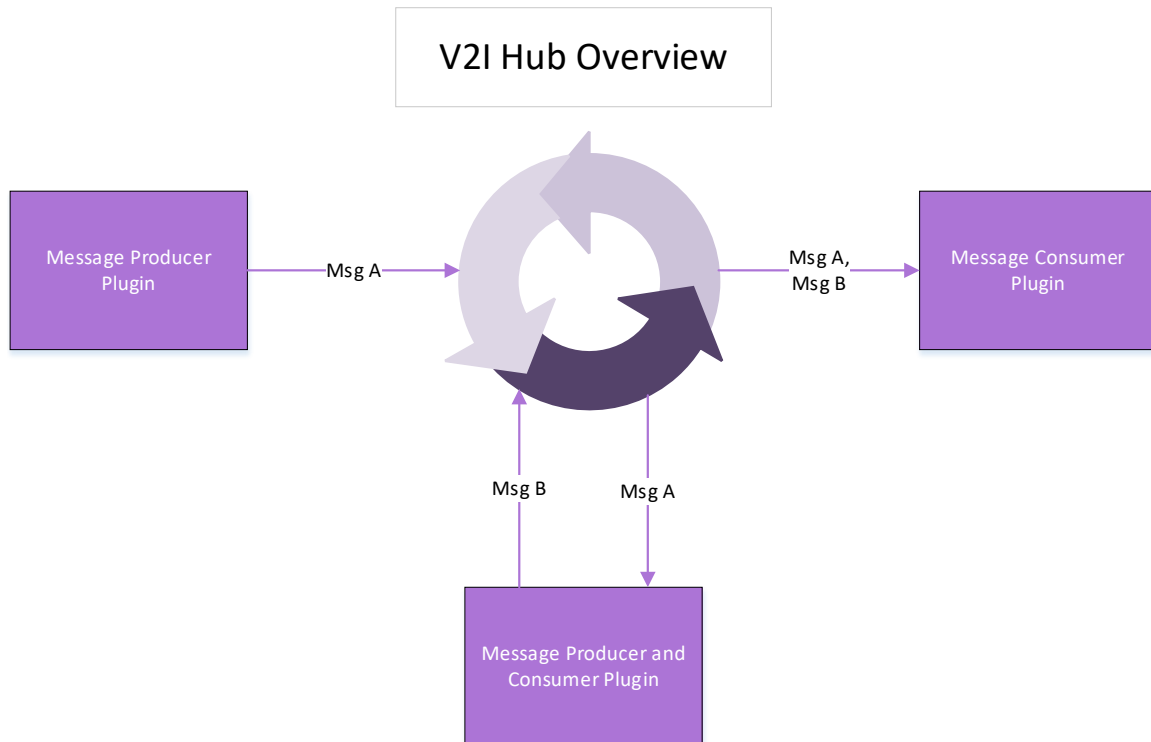 V2I Hub Overview
Message Producer
Plugin
Msg A
Msg A,
Msg B
Message Consumer
Plugin
Msg B
Msg A
Message Producer and
Consumer Plugin